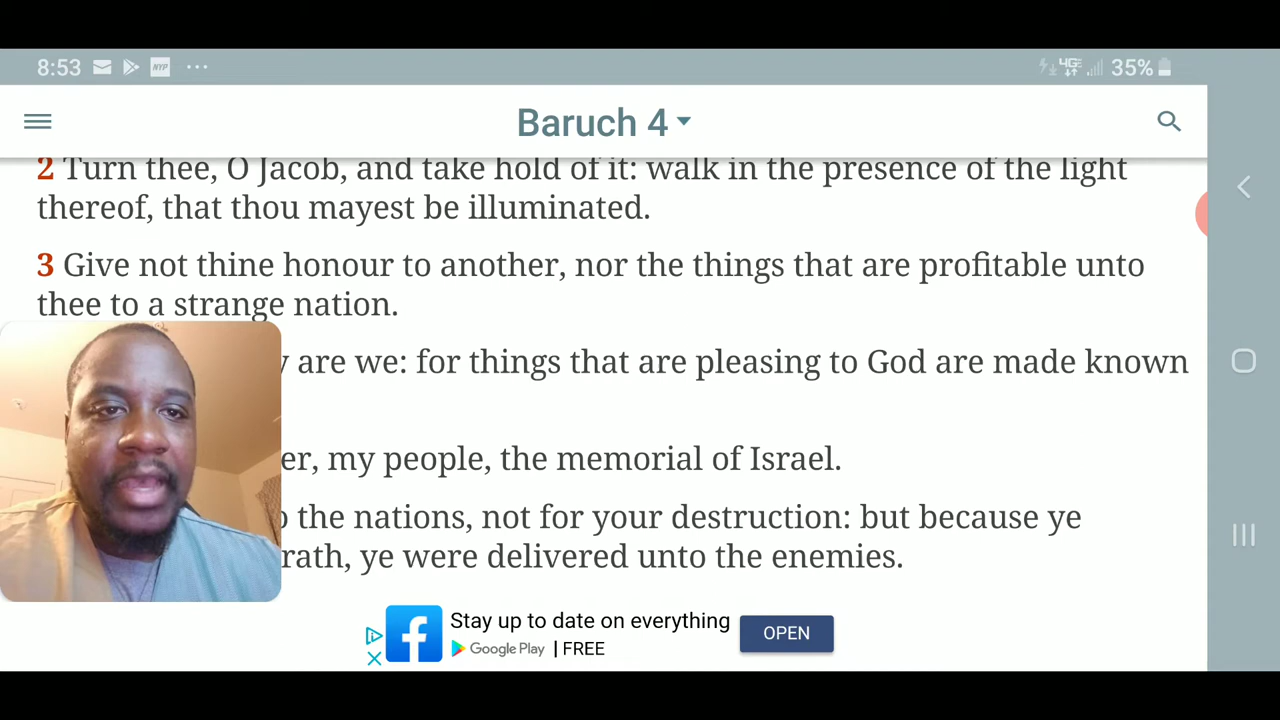 8:53 NYP 4GE 35%
Baruch 4
2 Turn thee, O Jacob, and take hold of it: walk in the presence of the light
thereof, that thou mayest be illuminated.
3 Give not thine honour to another, nor the things that are profitable unto
thee to a strange nation.
are we: for things that are pleasing to God are made known
er, my people, the memorial of Israel.
the nations, not for your destruction: but because ye
rath, ye were delivered unto the enemies.
Stay up to date on everything
Google Play | FREE
OPEN